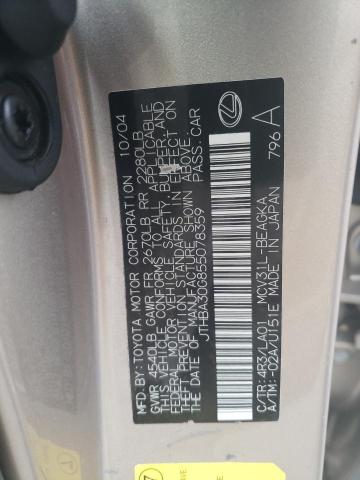 MFD.BY:TOYOTA MOTOR CORPORATION 10/04
GVWR 4540LB GAWR FR 2670LB RR 2280LB
THIS VEHICLE CONFORMS TO ALL APPLICABLE
FEDERAL MOTOR VEHICLE SAFETY, BUMPER, AND
THEFT PREVENTION STANDARDS IN EFFECT ON
THE DATE OF MANUFACTURE SHOWN ABOVE.
JTHBA30G855078359 PASS.CAR
C/TR:4R3/LA01 MCV31L-BEAGKA
A/TM:-02A/U151E MADE IN JAPAN
796 A